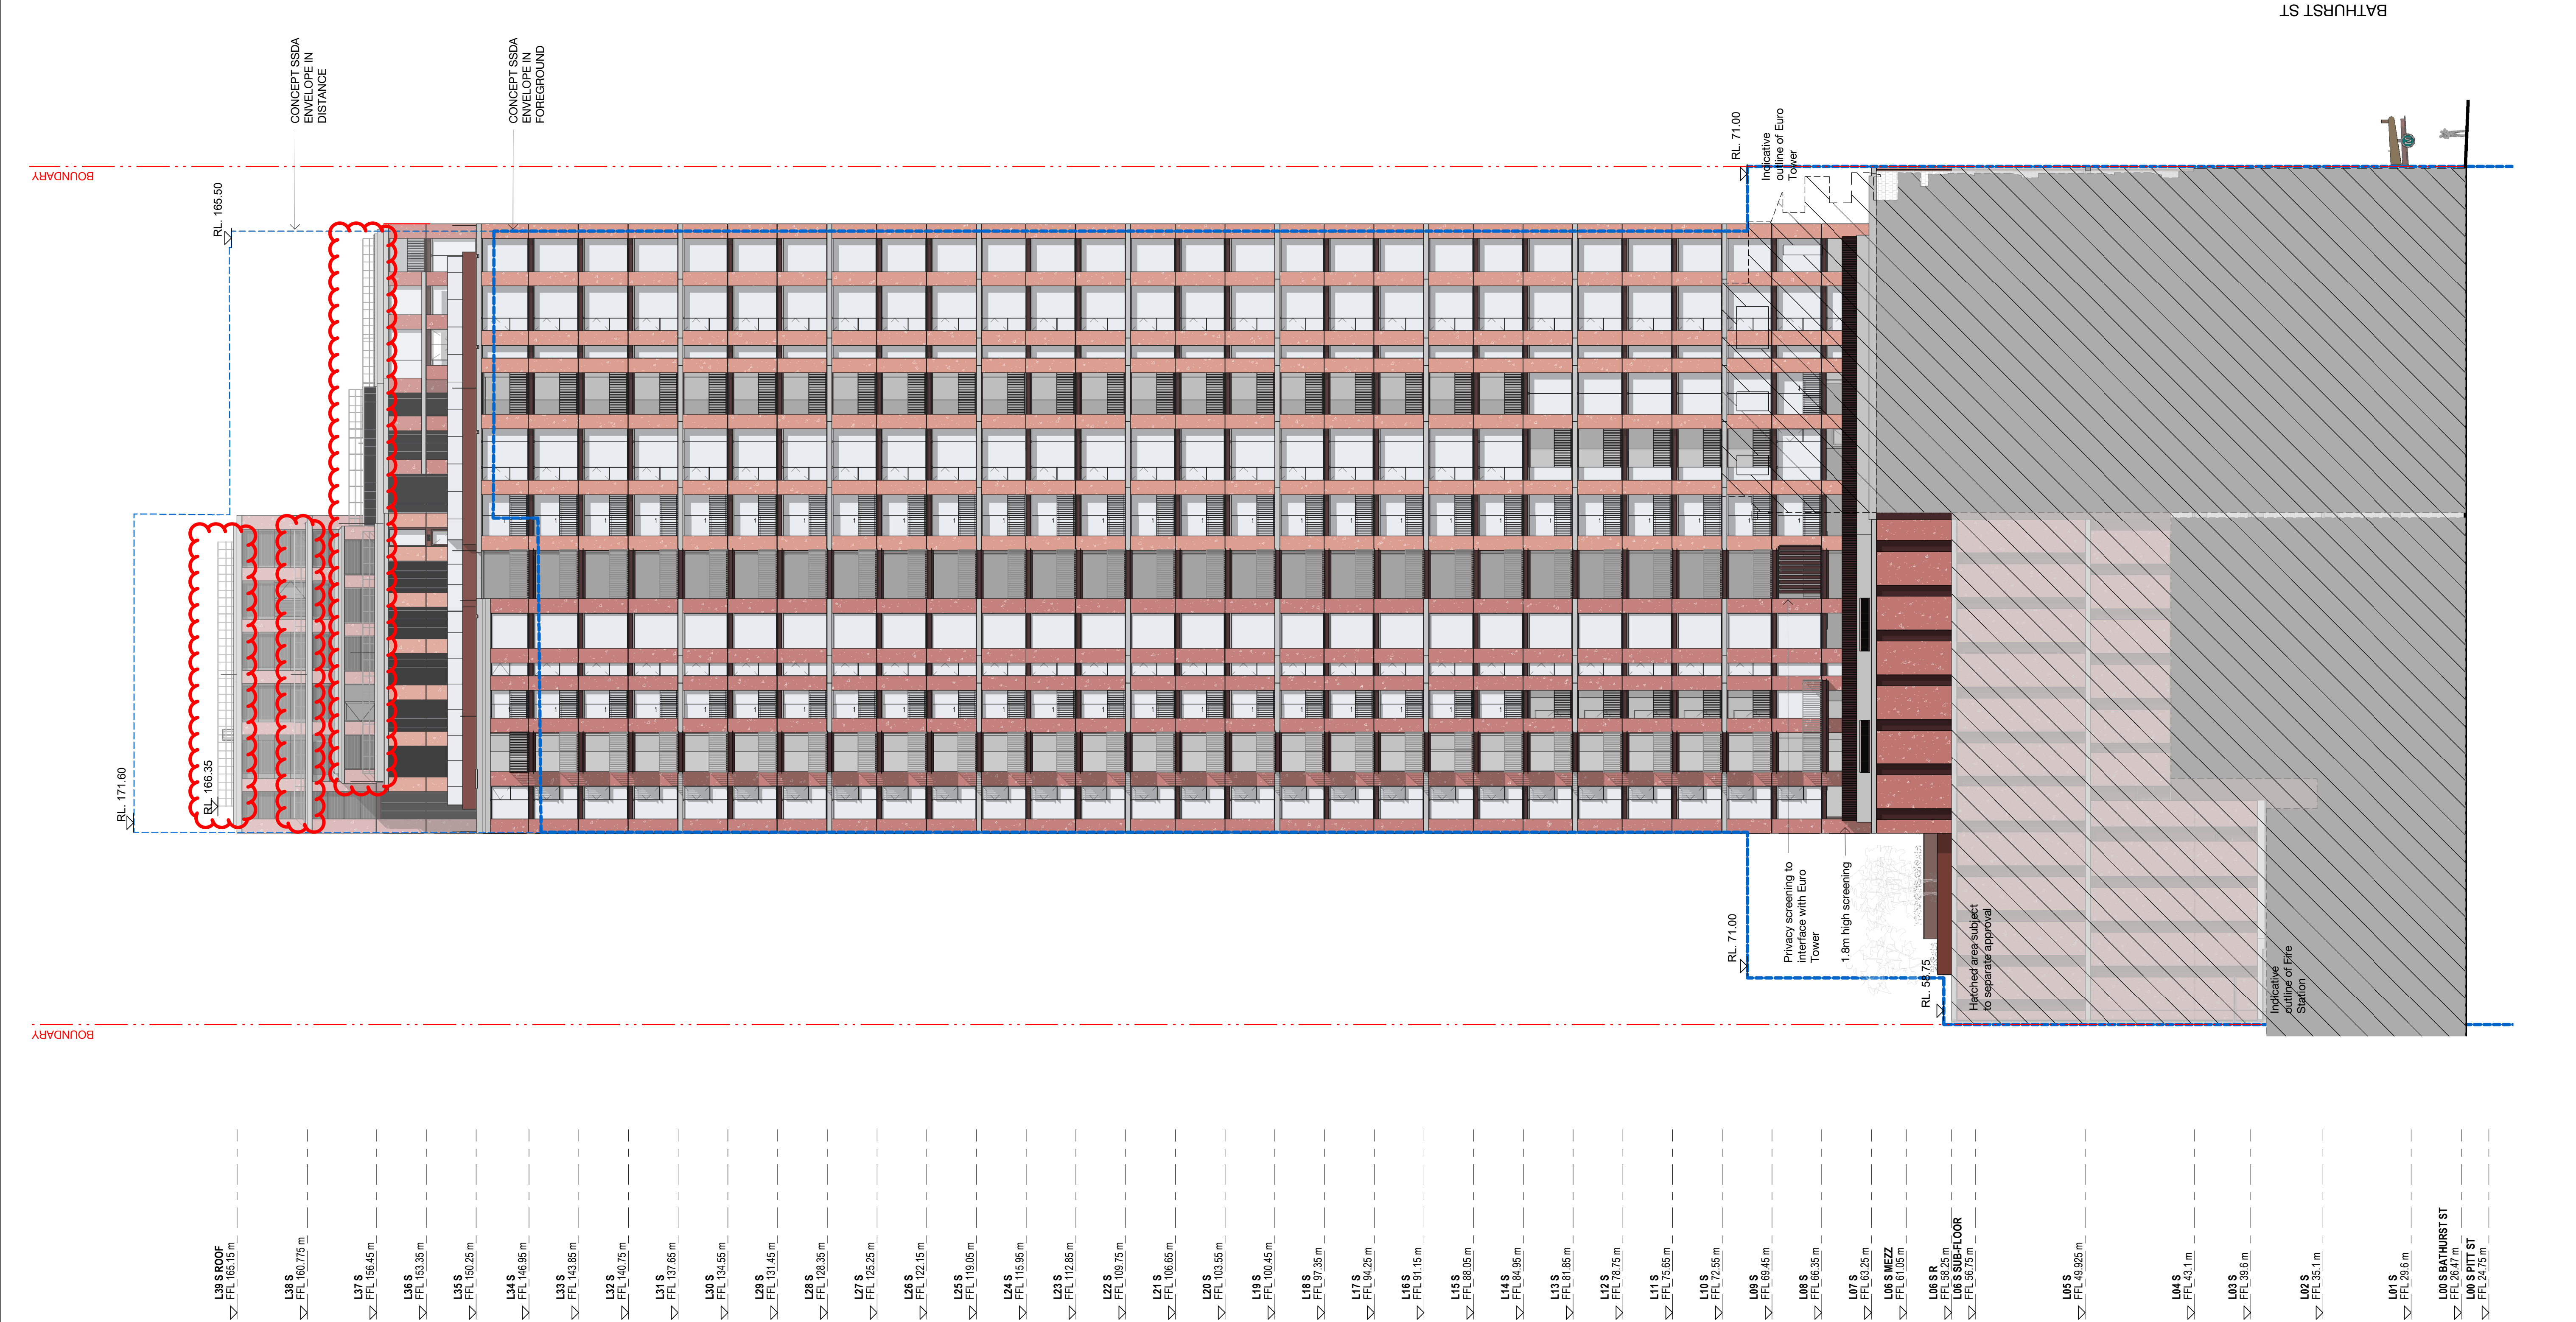 BATHURST ST
CONCEPT SSDA
ENVELOPE IN
DISTANCE
CONCEPT SSDA
ENVELOPE IN
FOREGROUND
BOUNDARY
RL. 165.50
RL. 71.00
Indicative
outline of Euro
Tower
RL. 171.60
RL. 166.35
RL. 71.00
Privacy screening to
interface with Euro
Tower
1.8m high screening
RL. 58.75
Hatched area subject
to separate approval
Indicative
outline of Fire
Station
BOUNDARY
L39 S ROOF
FFL 165.15 m
L38 S
FFL 160.775 m
L37 S
FFL 156.45 m
L36 S
FFL 153.35 m
L35 S
FFL 150.25 m
L34 S
FFL 146.95 m
L33 S
FFL 143.85 m
L32 S
FFL 140.75 m
L31 S
FFL 137.65 m
L30 S
FFL 134.55 m
L29 S
FFL 131.45 m
L28 S
FFL 128.35 m
L27 S
FFL 125.25 m
L26 S
FFL 122.15 m
L25 S
FFL 119.05 m
L24 S
FFL 115.95 m
L23 S
FFL 112.85 m
L22 S
FFL 109.75 m
L21 S
FFL 106.65 m
L20 S
FFL 103.55 m
L19 S
FFL 100.45 m
L18 S
FFL 97.35 m
L17 S
FFL 94.25 m
L16 S
FFL 91.15 m
L15 S
FFL 88.05 m
L14 S
FFL 84.95 m
L13 S
FFL 81.85 m
L12 S
FFL 78.75 m
L11 S
FFL 75.65 m
L10 S
FFL 72.55 m
L09 S
FFL 69.45 m
L08 S
FFL 66.35 m
L07 S
FFL 63.25 m
L06 S MEZZ
FFL 61.05 m
L06 S R
FFL 58.25 m
L06 S SUB-FLOOR
FFL 56.75 m
L05 S
FFL 49.925 m
L04 S
FFL 43.1 m
L03 S
FFL 39.6 m
L02 S
FFL 35.1 m
L01 S
FFL 29.6 m
L00 S BATHURST ST
FFL 26.47 m
L00 S PITT ST
FFL 24.75 m